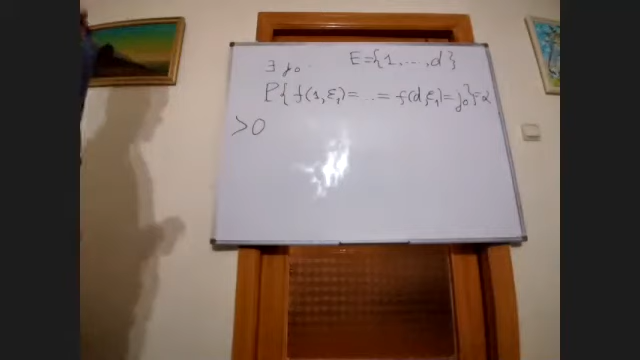 ∃ j₀. E={1,...,d}
P{f(1,ε₁)=...=f(d,ε₁)=j₀}=α
>0